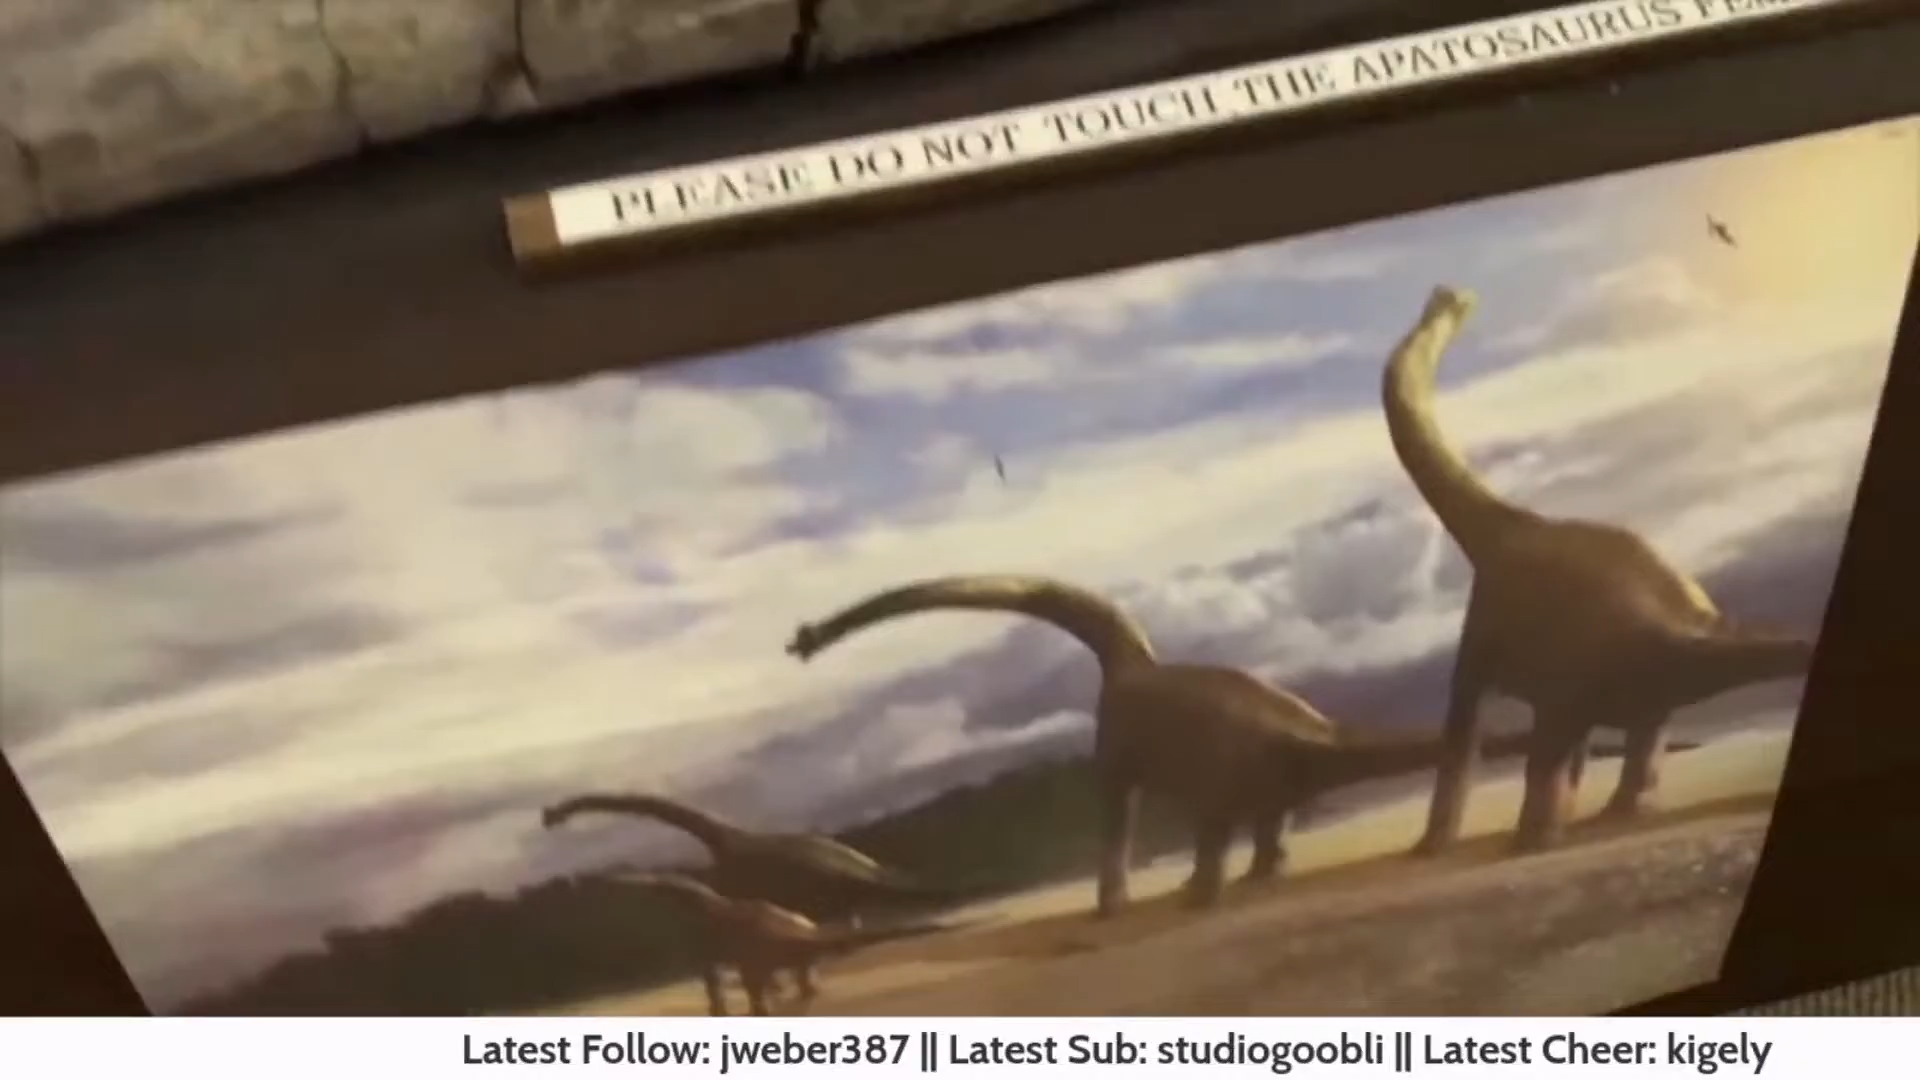 PLEASE DO NOT TOUCH THE APATOSAURUS
Latest Follow: jweber387 || Latest Sub: studiogoobli || Latest Cheer: kigely